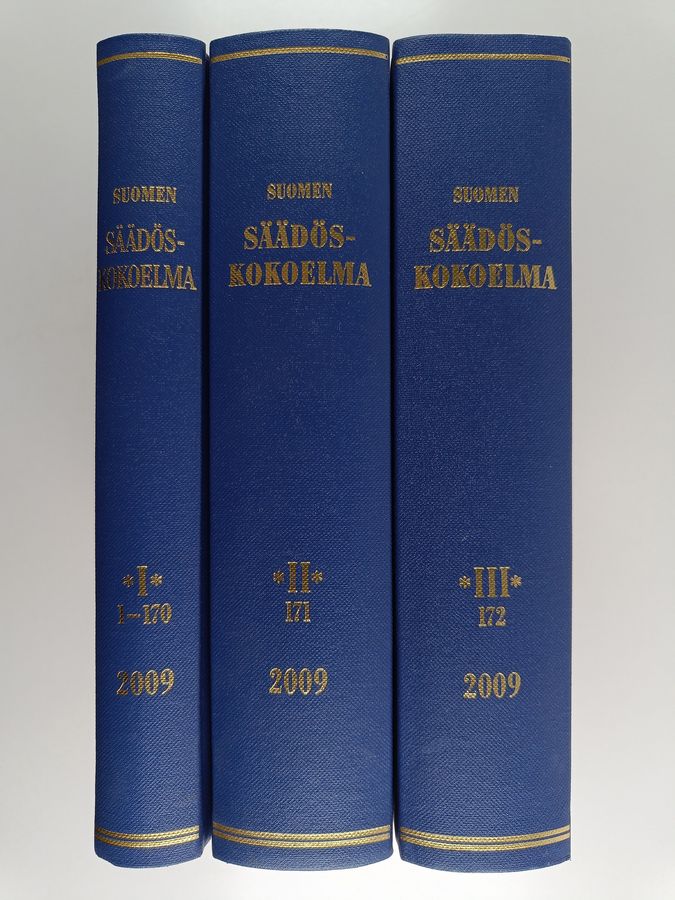 SUOMEN
SÄÄDÖS-
KOKOELMA
*I*
1—170
2009
SUOMEN
SÄÄDÖS-
KOKOELMA
*II*
171
2009
SUOMEN
SÄÄDÖS-
KOKOELMA
*III*
172
2009